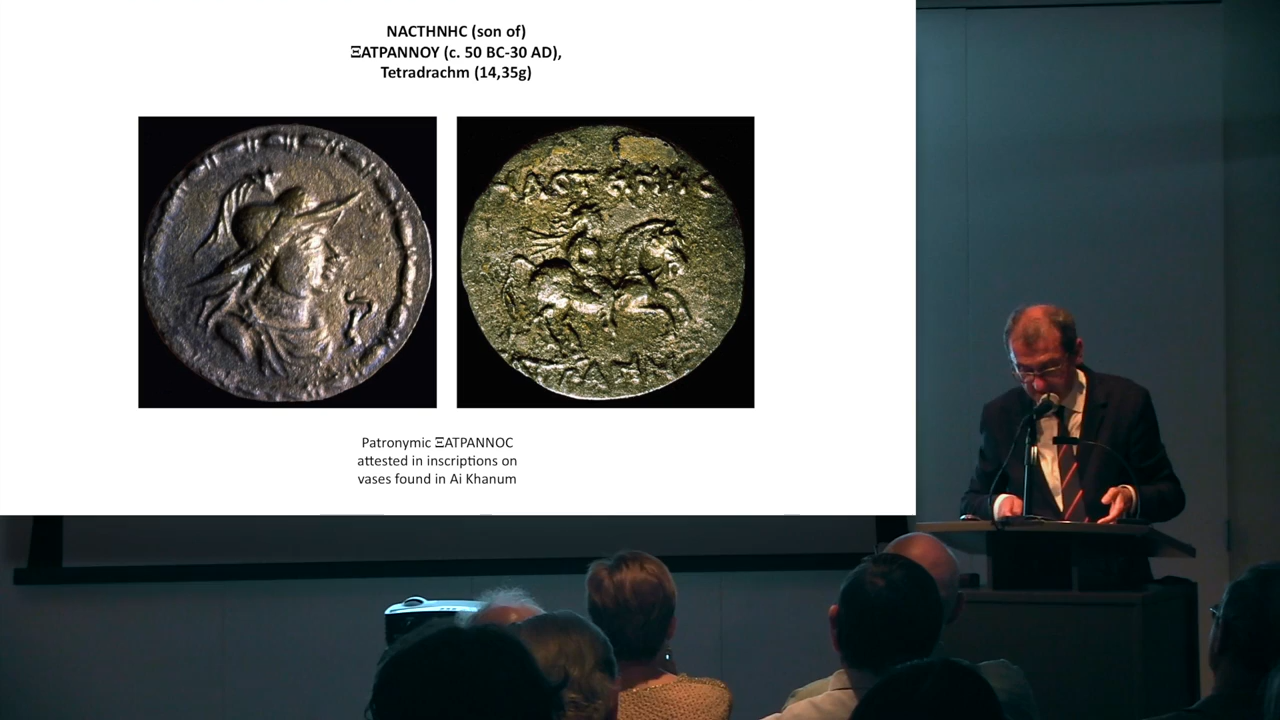 NACTHNHC (son of)
ΞΑΤΡΑΝΝΟΥ (c. 50 BC-30 AD),
Tetradrachm (14,35g)
Patronymic ΞΑΤΡΑΝΝΟC
attested in inscriptions on
vases found in Ai Khanum